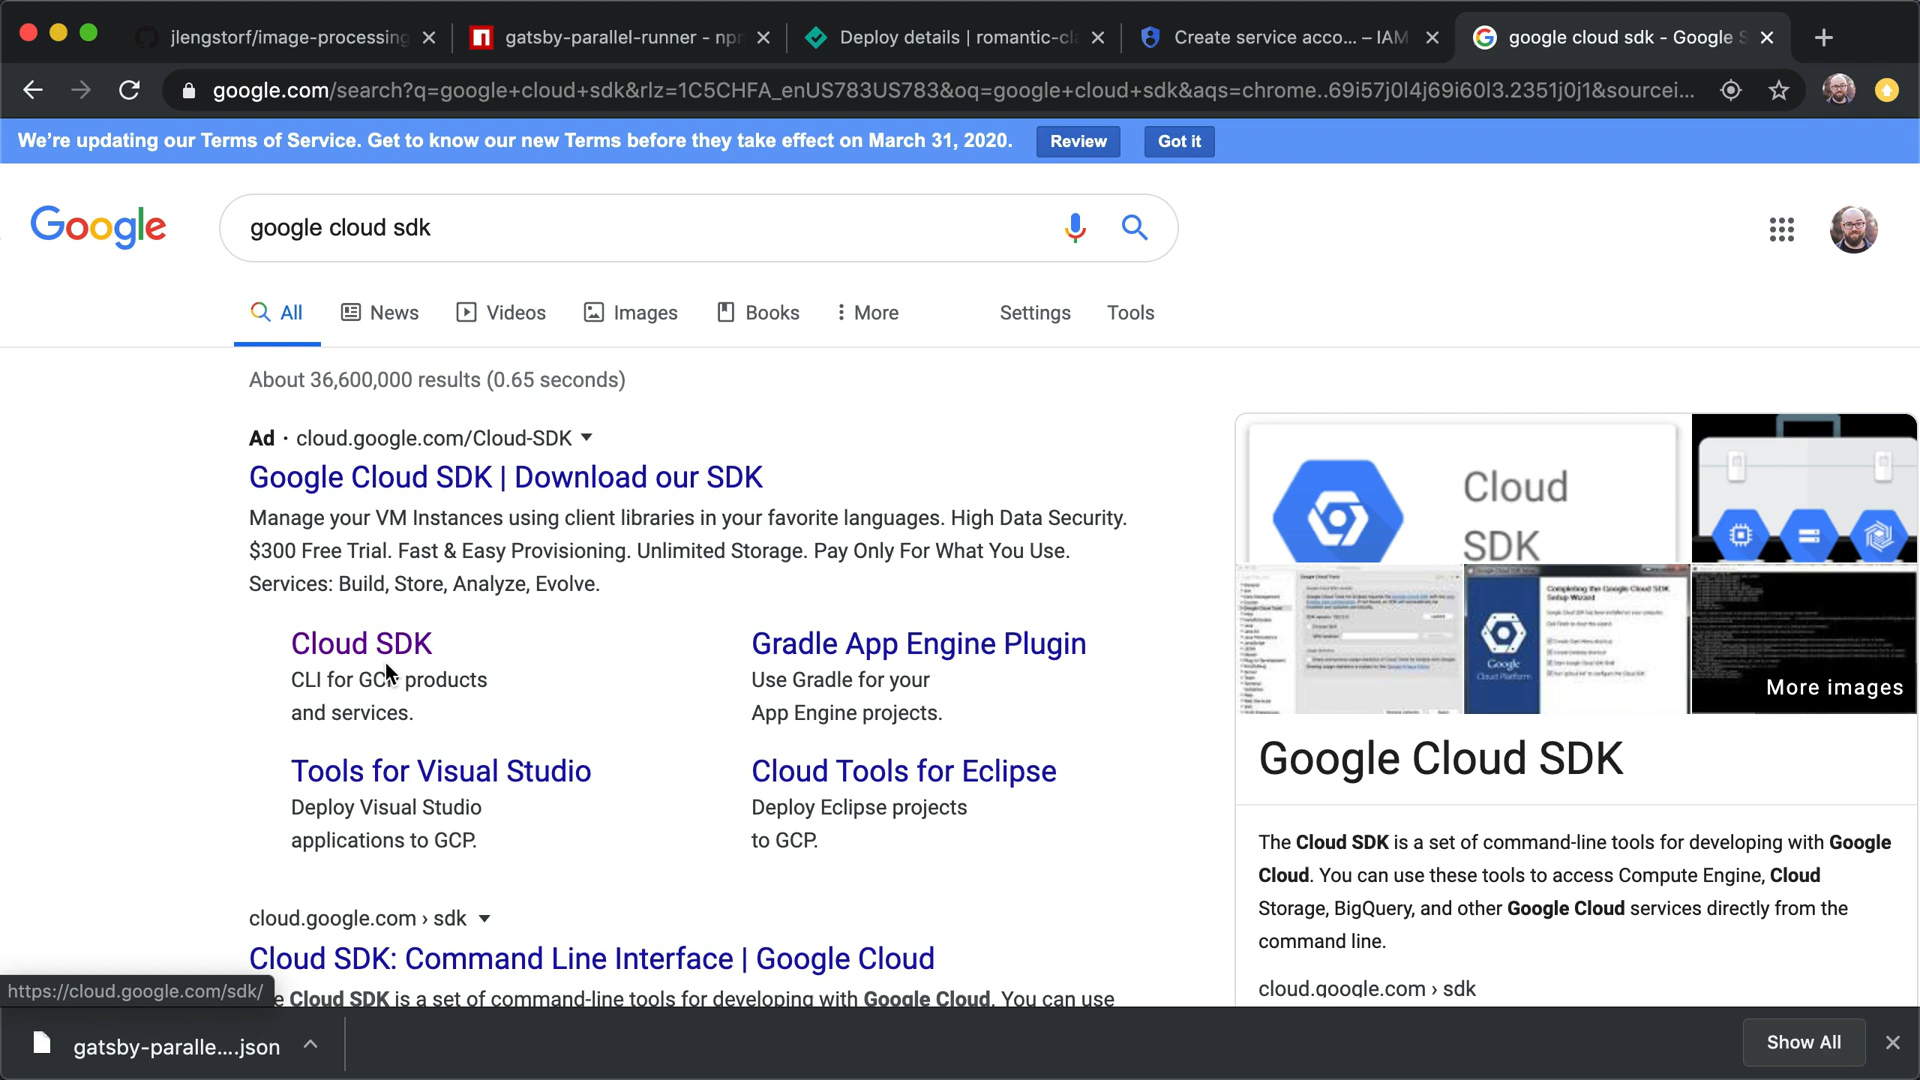 jlengstorf/image-processing
gatsby-parallel-runner - npm
Deploy details | romantic-cla
Create service acco... – IAM
google cloud sdk - Google S
google.com/search?q=google+cloud+sdk&rlz=1C5CHFA_enUS783US783&oq=google+cloud+sdk&aqs=chrome..69i57j0l4j69i60l3.2351j0j1&sourcei...
We're updating our Terms of Service. Get to know our new Terms before they take effect on March 31, 2020.
Review
Got it
Google
google cloud sdk
All
News
Videos
Images
Books
More
Settings
Tools
About 36,600,000 results (0.65 seconds)
Ad · cloud.google.com/Cloud-SDK
Google Cloud SDK | Download our SDK
Manage your VM Instances using client libraries in your favorite languages. High Data Security.
$300 Free Trial. Fast & Easy Provisioning. Unlimited Storage. Pay Only For What You Use.
Services: Build, Store, Analyze, Evolve.
Cloud SDK
CLI for GCP products
and services.
Gradle App Engine Plugin
Use Gradle for your
App Engine projects.
Tools for Visual Studio
Deploy Visual Studio
applications to GCP.
Cloud Tools for Eclipse
Deploy Eclipse projects
to GCP.
cloud.google.com › sdk
Cloud SDK: Command Line Interface | Google Cloud
e Cloud SDK is a set of command-line tools for developing with Google Cloud. You can use
Cloud
SDK
Completing the Google Cloud SDK
Setup Wizard
Google
Cloud Platform
More images
Google Cloud SDK
The Cloud SDK is a set of command-line tools for developing with Google
Cloud. You can use these tools to access Compute Engine, Cloud
Storage, BigQuery, and other Google Cloud services directly from the
command line.
cloud.google.com › sdk
https://cloud.google.com/sdk/
gatsby-paralle....json
Show All